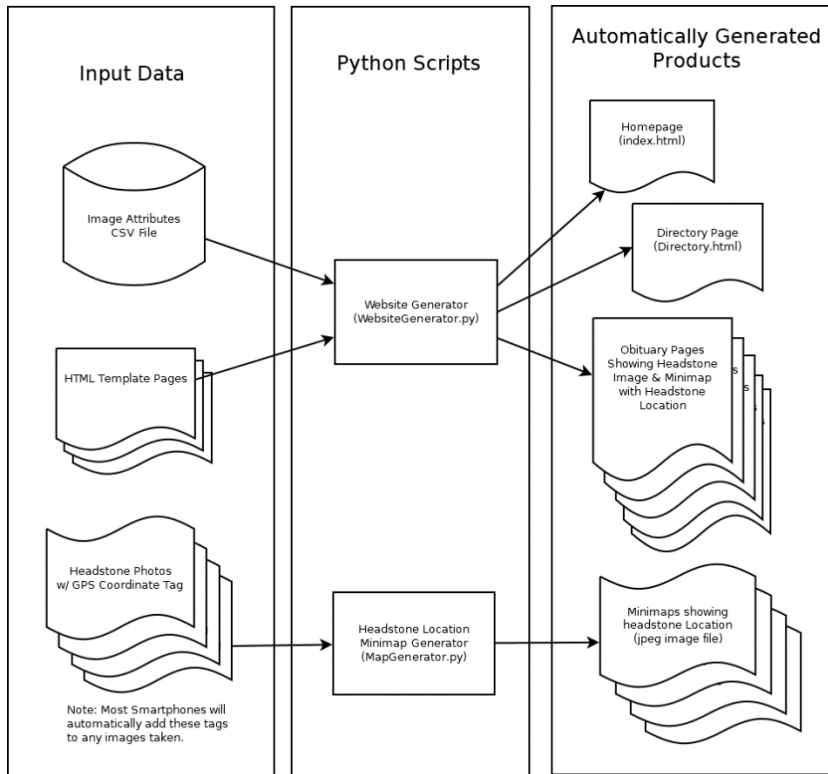 Input Data
Image Attributes
CSV File
HTML Template Pages
Headstone Photos
w/ GPS Coordinate Tag
Note: Most Smartphones will
automatically add these tags
to any images taken.
Python Scripts
Website Generator
(WebsiteGenerator.py)
Headstone Location
Minimap Generator
(MapGenerator.py)
Automatically Generated
Products
Homepage
(index.html)
Directory Page
(Directory.html)
Obituary Pages
Showing Headstone
Image & Minimap
with Headstone
Location
Minimaps showing
headstone Location
(jpeg image file)